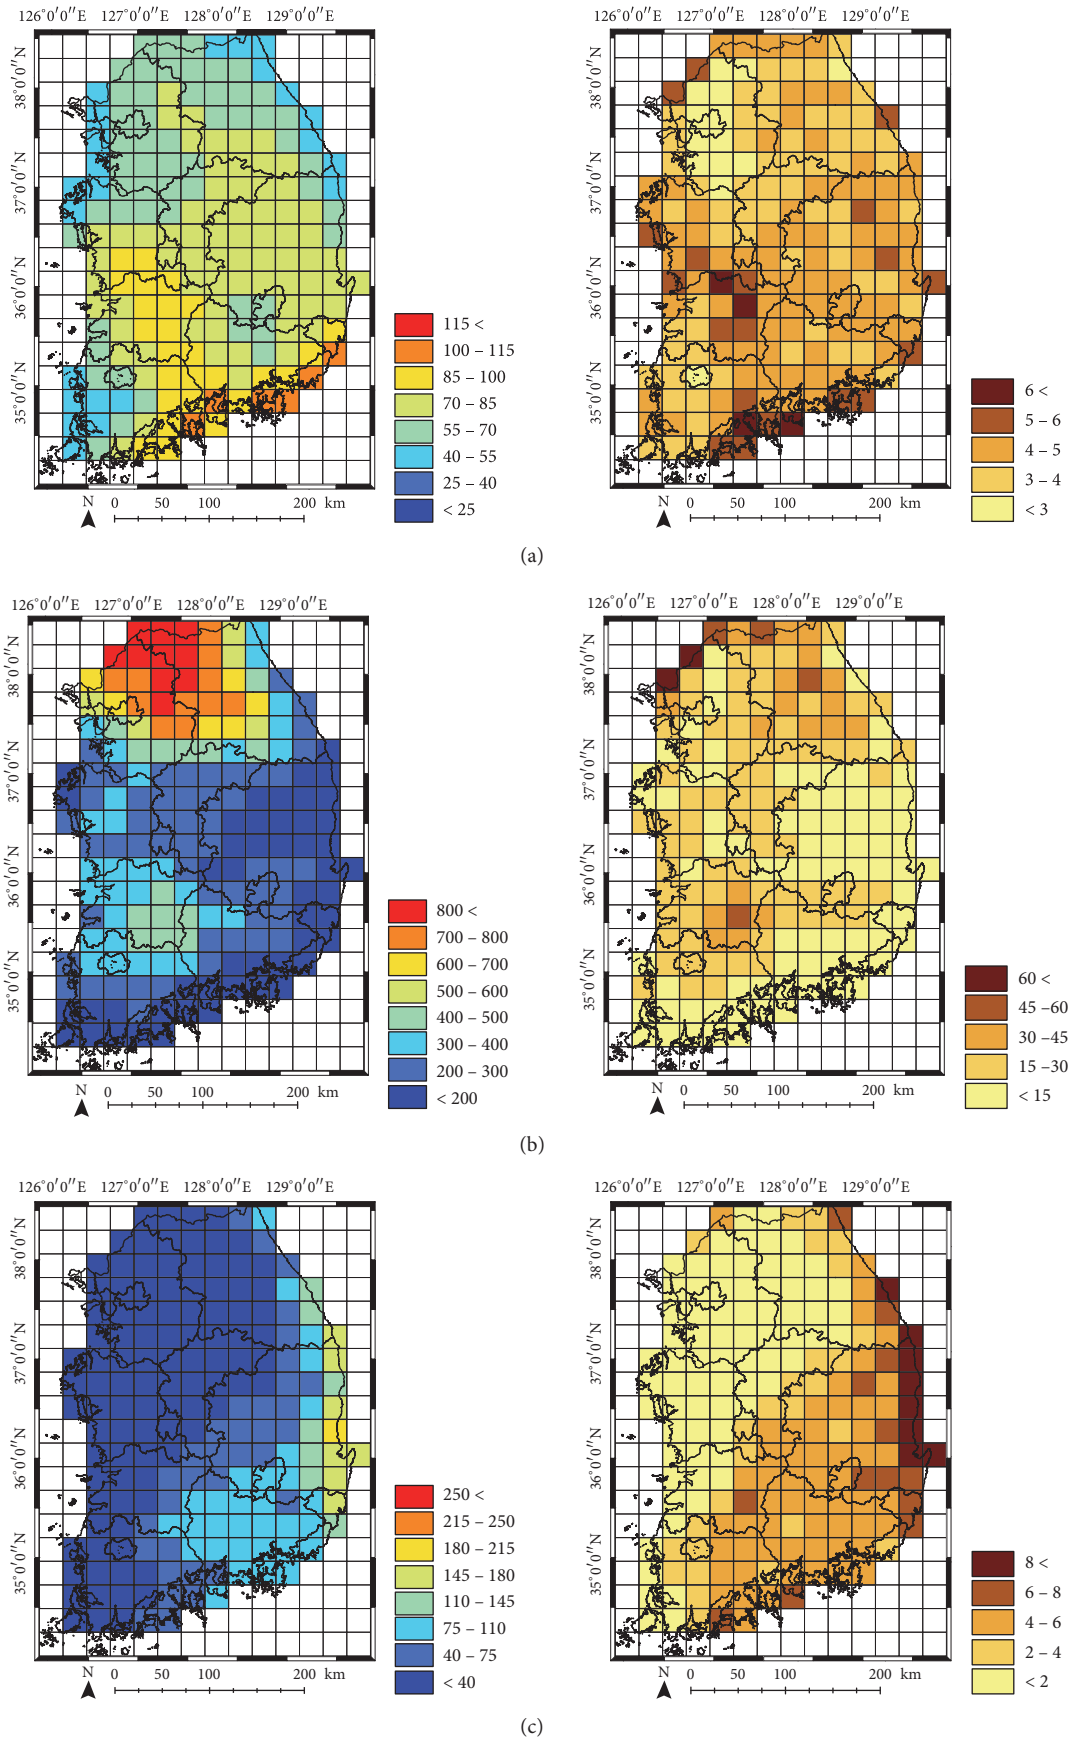 126°0′0″E 127°0′0″E 128°0′0″E 129°0′0″E
38°0′0″N
37°0′0″N
36°0′0″N
35°0′0″N
115 <
100 – 115
85 – 100
70 – 85
55 – 70
40 – 55
25 – 40
< 25
N 0 50 100 200 km
126°0′0″E 127°0′0″E 128°0′0″E 129°0′0″E
38°0′0″N
37°0′0″N
36°0′0″N
35°0′0″N
6 <
5 – 6
4 – 5
3 – 4
< 3
N 0 50 100 200 km
(a)
126°0′0″E 127°0′0″E 128°0′0″E 129°0′0″E
38°0′0″N
37°0′0″N
36°0′0″N
35°0′0″N
800 <
700 – 800
600 – 700
500 – 600
400 – 500
300 – 400
200 – 300
< 200
N 0 50 100 200 km
126°0′0″E 127°0′0″E 128°0′0″E 129°0′0″E
38°0′0″N
37°0′0″N
36°0′0″N
35°0′0″N
60 <
45 –60
30 –45
15 –30
< 15
N 0 50 100 200 km
(b)
126°0′0″E 127°0′0″E 128°0′0″E 129°0′0″E
38°0′0″N
37°0′0″N
36°0′0″N
35°0′0″N
250 <
215 – 250
180 – 215
145 – 180
110 – 145
75 – 110
40 – 75
< 40
N 0 50 100 200 km
126°0′0″E 127°0′0″E 128°0′0″E 129°0′0″E
38°0′0″N
37°0′0″N
36°0′0″N
35°0′0″N
8 <
6 – 8
4 – 6
2 – 4
< 2
N 0 50 100 200 km
(c)